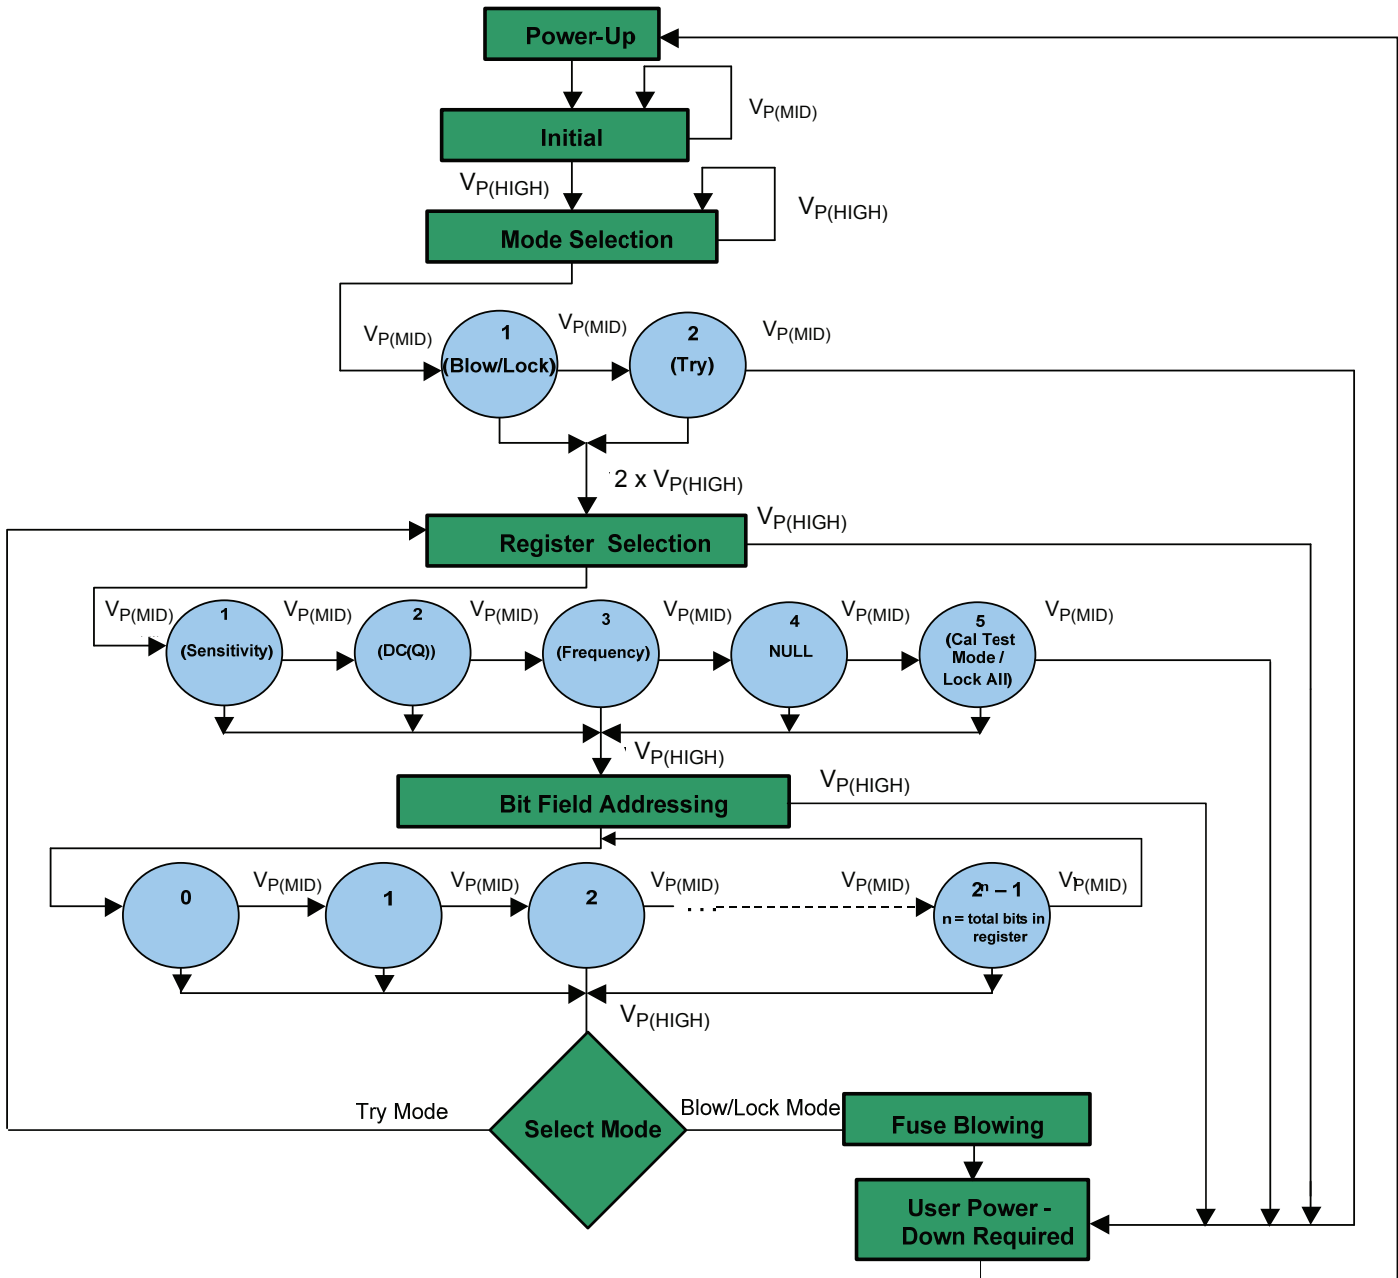 Power-Up
VP(MID)
Initial
VP(HIGH)
VP(HIGH)
Mode Selection
VP(MID)
1
(Blow/Lock)
VP(MID)
2
(Try)
VP(MID)
2 x VP(HIGH)
VP(HIGH)
Register Selection
VP(MID)
1
(Sensitivity)
VP(MID)
2
(DC(Q))
VP(MID)
3
(Frequency)
VP(MID)
4
NULL
VP(MID)
5
(Cal Test
Mode /
Lock All)
VP(MID)
VP(HIGH)
VP(HIGH)
Bit Field Addressing
0
VP(MID)
1
VP(MID)
2
VP(MID)
...
VP(MID)
2n – 1
n = total bits in
register
VP(MID)
VP(HIGH)
Try Mode
Select Mode
Blow/Lock Mode
Fuse Blowing
User Power -
Down Required